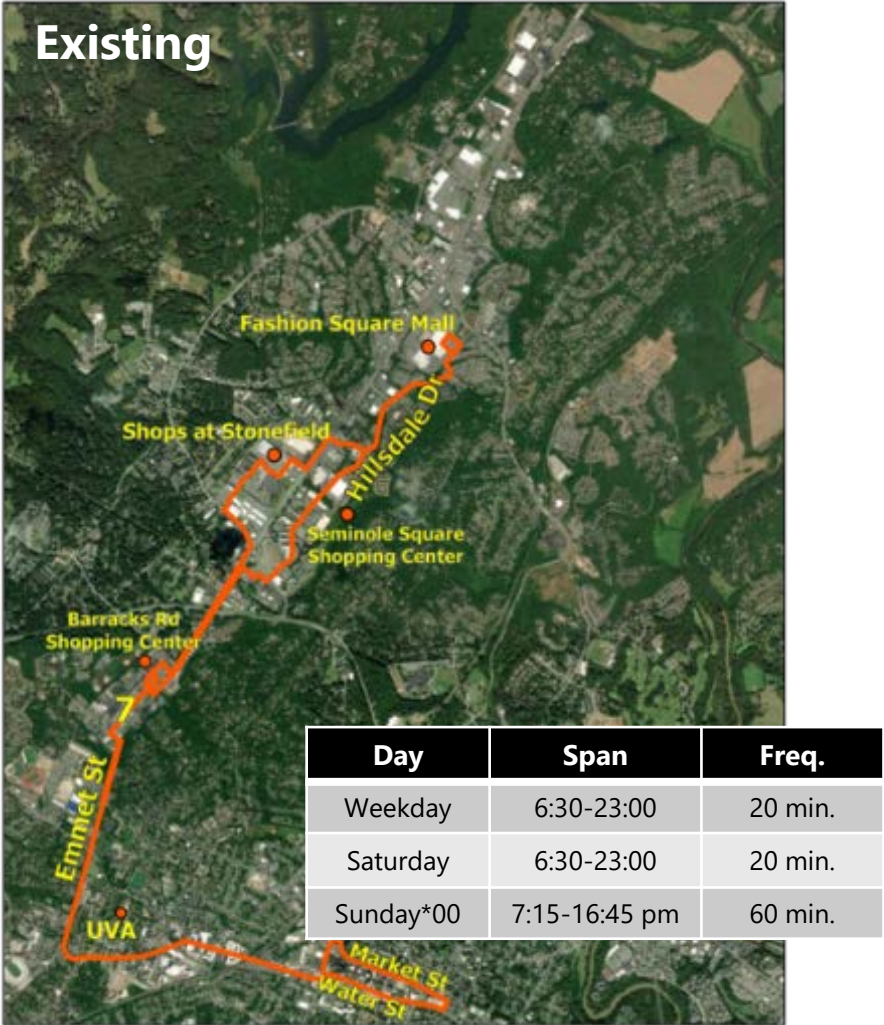 Existing
Fashion Square Mall
Shops at Stonefield
Hillsdale Dr
Seminole Square
Shopping Center
Barracks Rd
Shopping Center
7
Emmet St
UVA
Market St
Water St
Day Span Freq.
Weekday 6:30-23:00 20 min.
Saturday 6:30-23:00 20 min.
Sunday*00 7:15-16:45 pm 60 min.